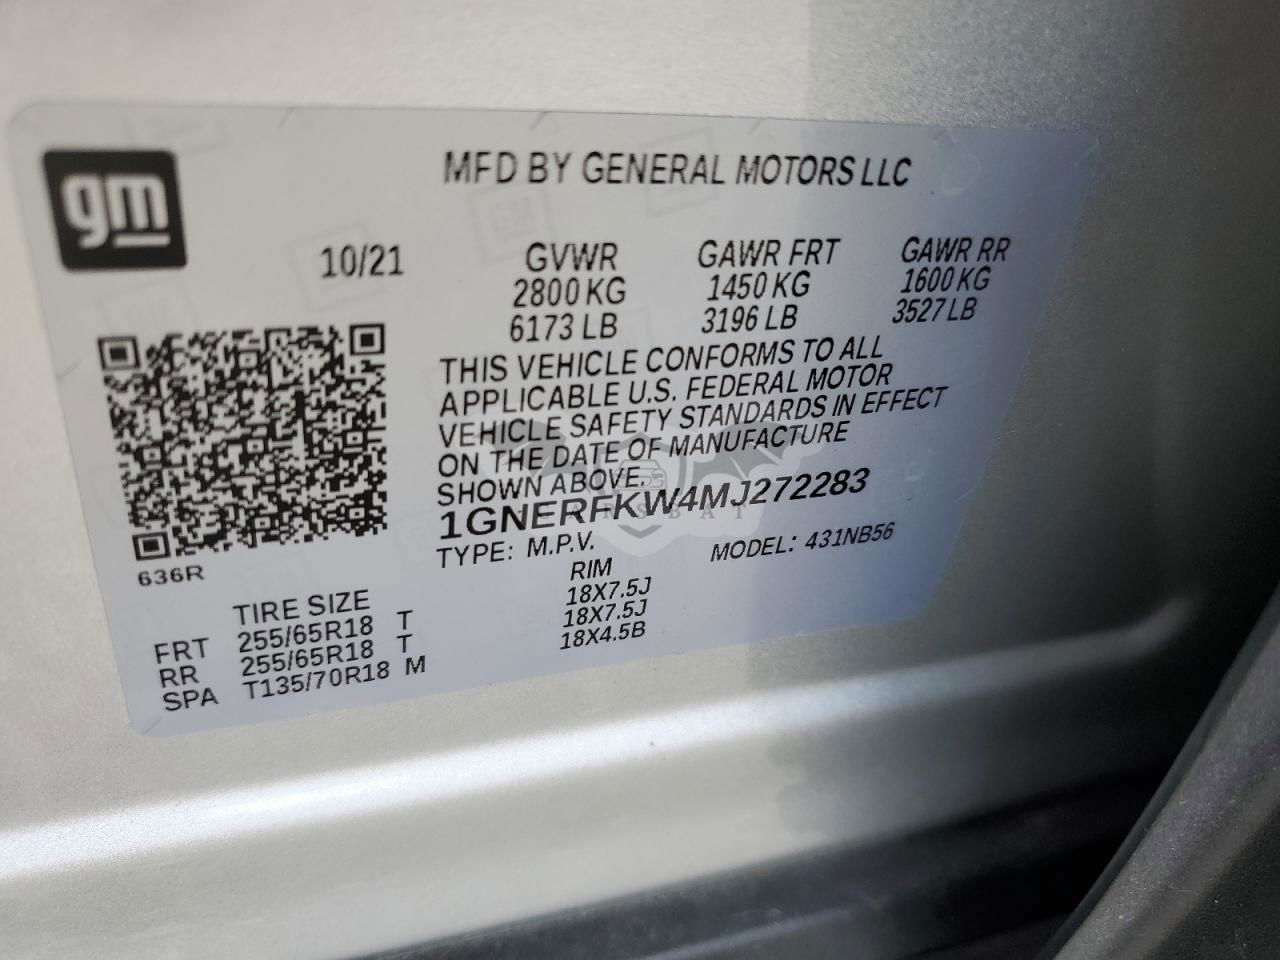 gm
MFD BY GENERAL MOTORS LLC
10/21 GVWR GAWR FRT GAWR RR
2800 KG 1450 KG 1600 KG
6173 LB 3196 LB 3527 LB
THIS VEHICLE CONFORMS TO ALL
APPLICABLE U.S. FEDERAL MOTOR
VEHICLE SAFETY STANDARDS IN EFFECT
ON THE DATE OF MANUFACTURE
SHOWN ABOVE.
1GNERFKW4MJ272283
TYPE: M.P.V. MODEL: 431NB56
636R
TIRE SIZE RIM
FRT 255/65R18 T 18X7.5J
RR 255/65R18 T 18X7.5J
SPA T135/70R18 M 18X4.5B